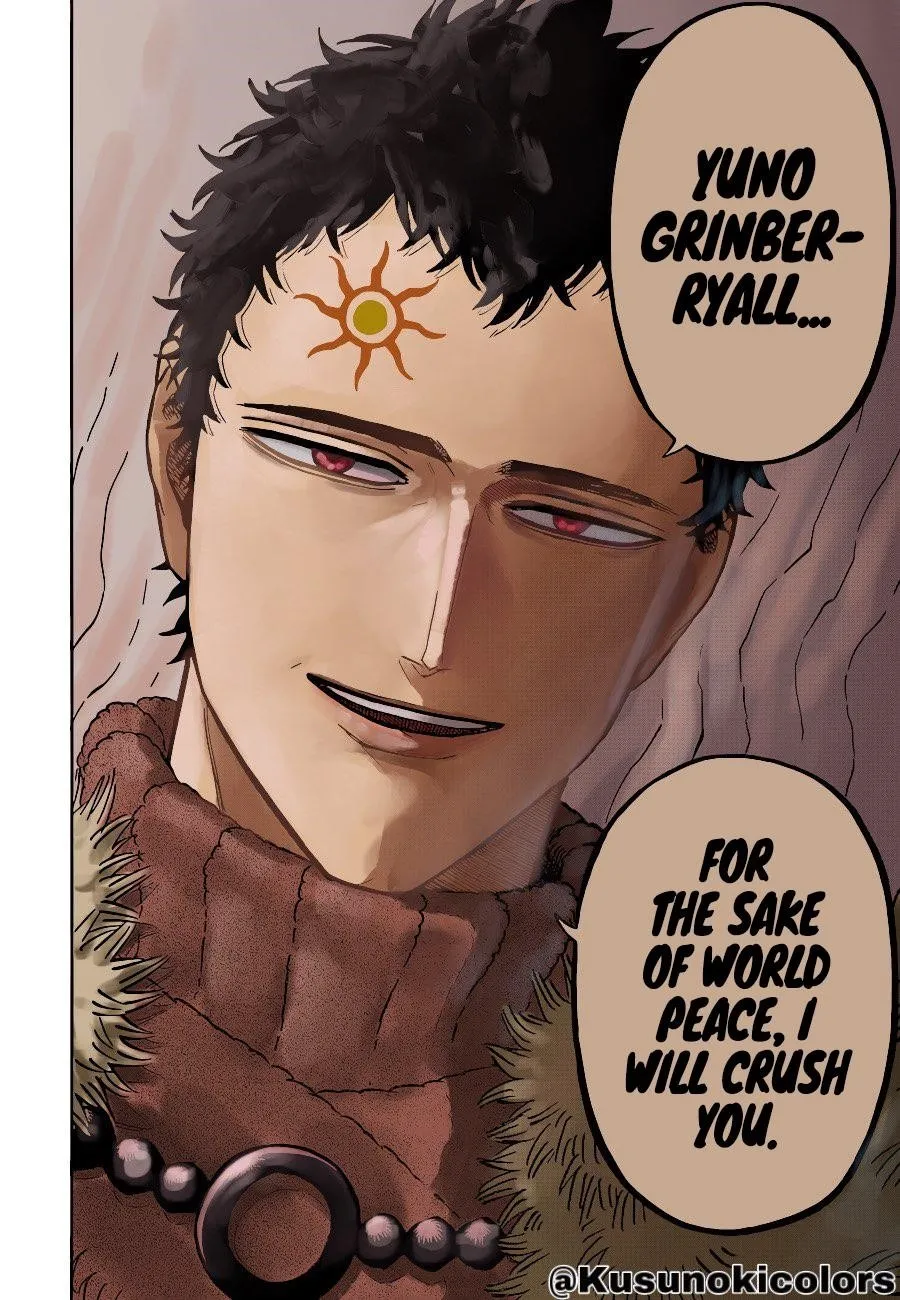 YUNO
GRINBER-
RYALL...
FOR
THE SAKE
OF WORLD
PEACE, I
WILL CRUSH
YOU.
@Kusunokicolors